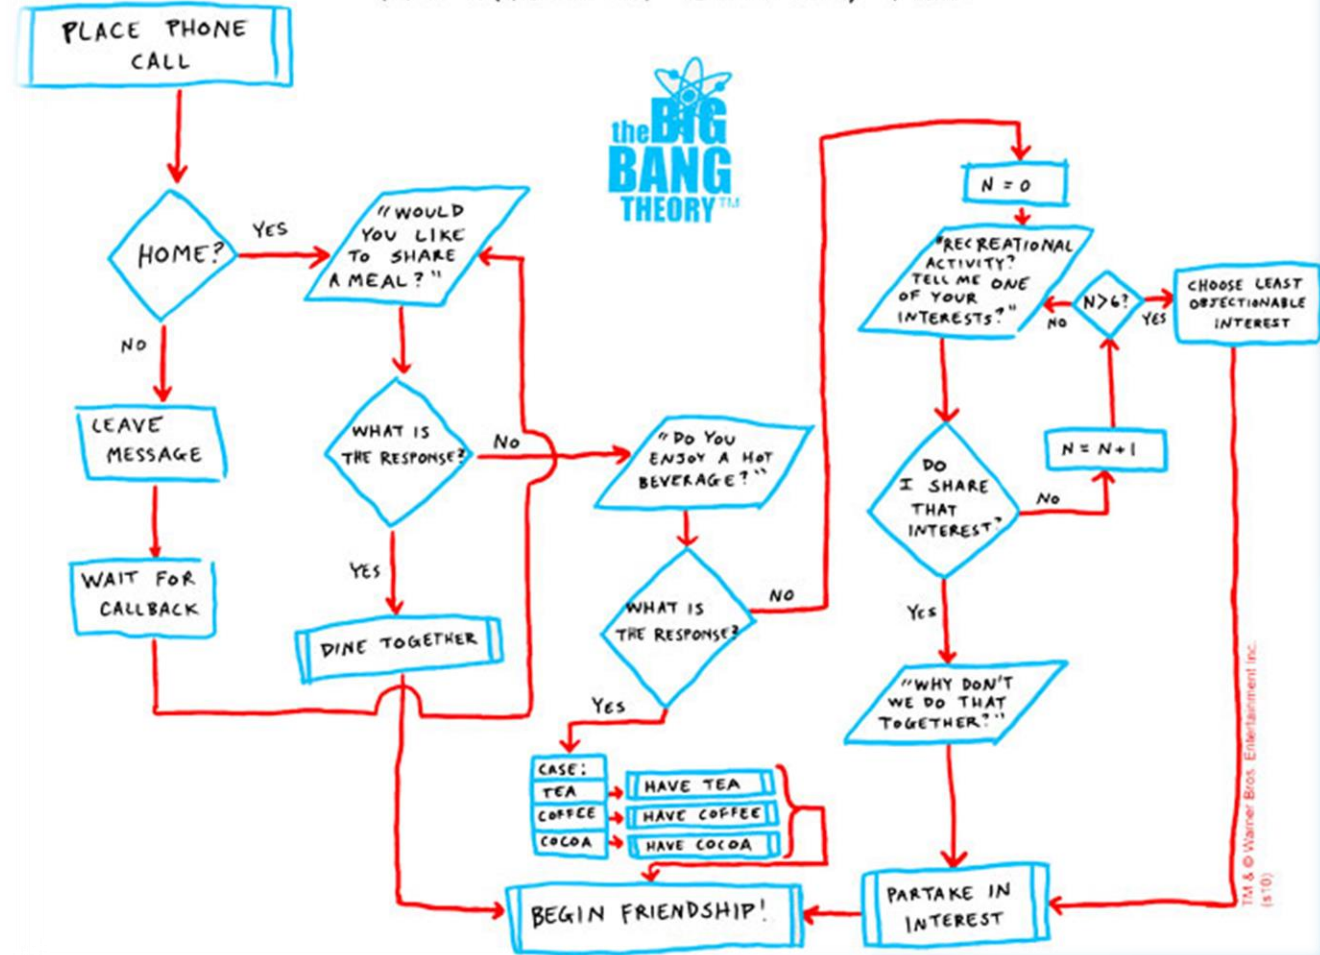 PLACE PHONE
CALL
HOME?
YES
NO
LEAVE
MESSAGE
WAIT FOR
CALLBACK
"WOULD
YOU LIKE
TO SHARE
A MEAL?"
WHAT IS
THE RESPONSE?
NO
YES
DINE TOGETHER
the BIG
BANG
THEORY™
"DO YOU
ENJOY A HOT
BEVERAGE?"
WHAT IS
THE RESPONSE?
NO
YES
CASE:
TEA
HAVE TEA
COFFEE
HAVE COFFEE
COCOA
HAVE COCOA
BEGIN FRIENDSHIP!
N = 0
"RECREATIONAL
ACTIVITY?
TELL ME ONE
OF YOUR
INTERESTS?"
N>6?
NO
YES
CHOOSE LEAST
OBJECTIONABLE
INTEREST
N = N+1
DO
I SHARE
THAT
INTEREST?
NO
YES
"WHY DON'T
WE DO THAT
TOGETHER?"
PARTAKE IN
INTEREST
TM & © Warner Bros. Entertainment Inc.
(s10)